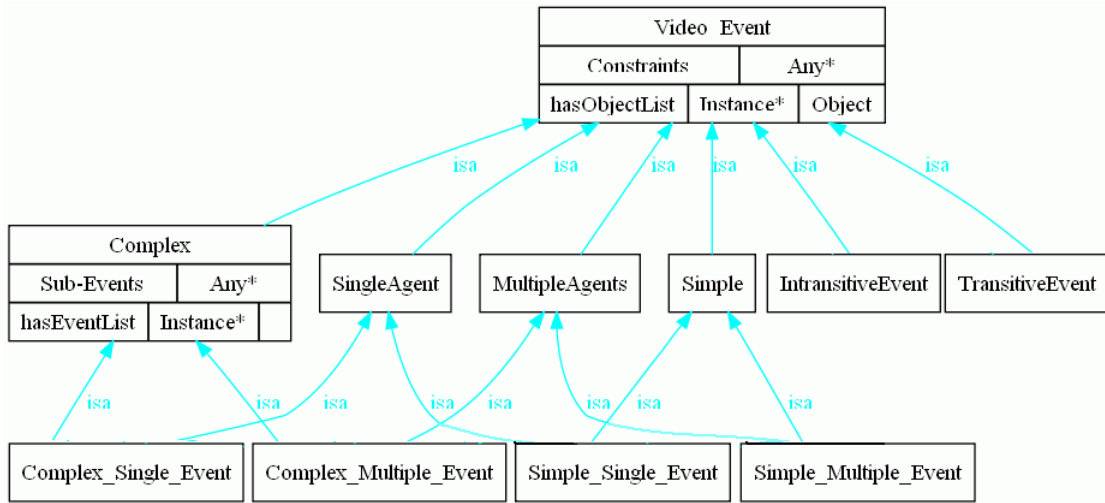 Video Event
Constraints Any*
hasObjectList Instance* Object
isa isa isa isa isa isa
Complex
Sub-Events Any*
hasEventList Instance*
SingleAgent MultipleAgents Simple IntransitiveEvent TransitiveEvent
isa isa isa isa isa isa isa isa
Complex_Single_Event Complex_Multiple_Event Simple_Single_Event Simple_Multiple_Event